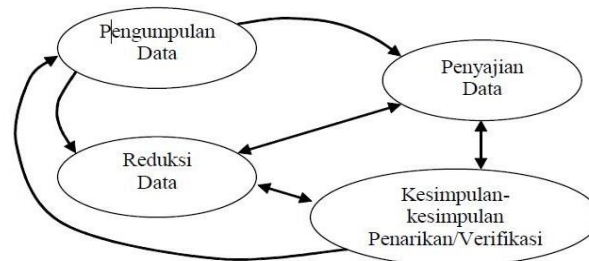 Pengumpulan
Data
Penyajian
Data
Reduksi
Data
Kesimpulan-
kesimpulan
Penarikan/Verifikasi